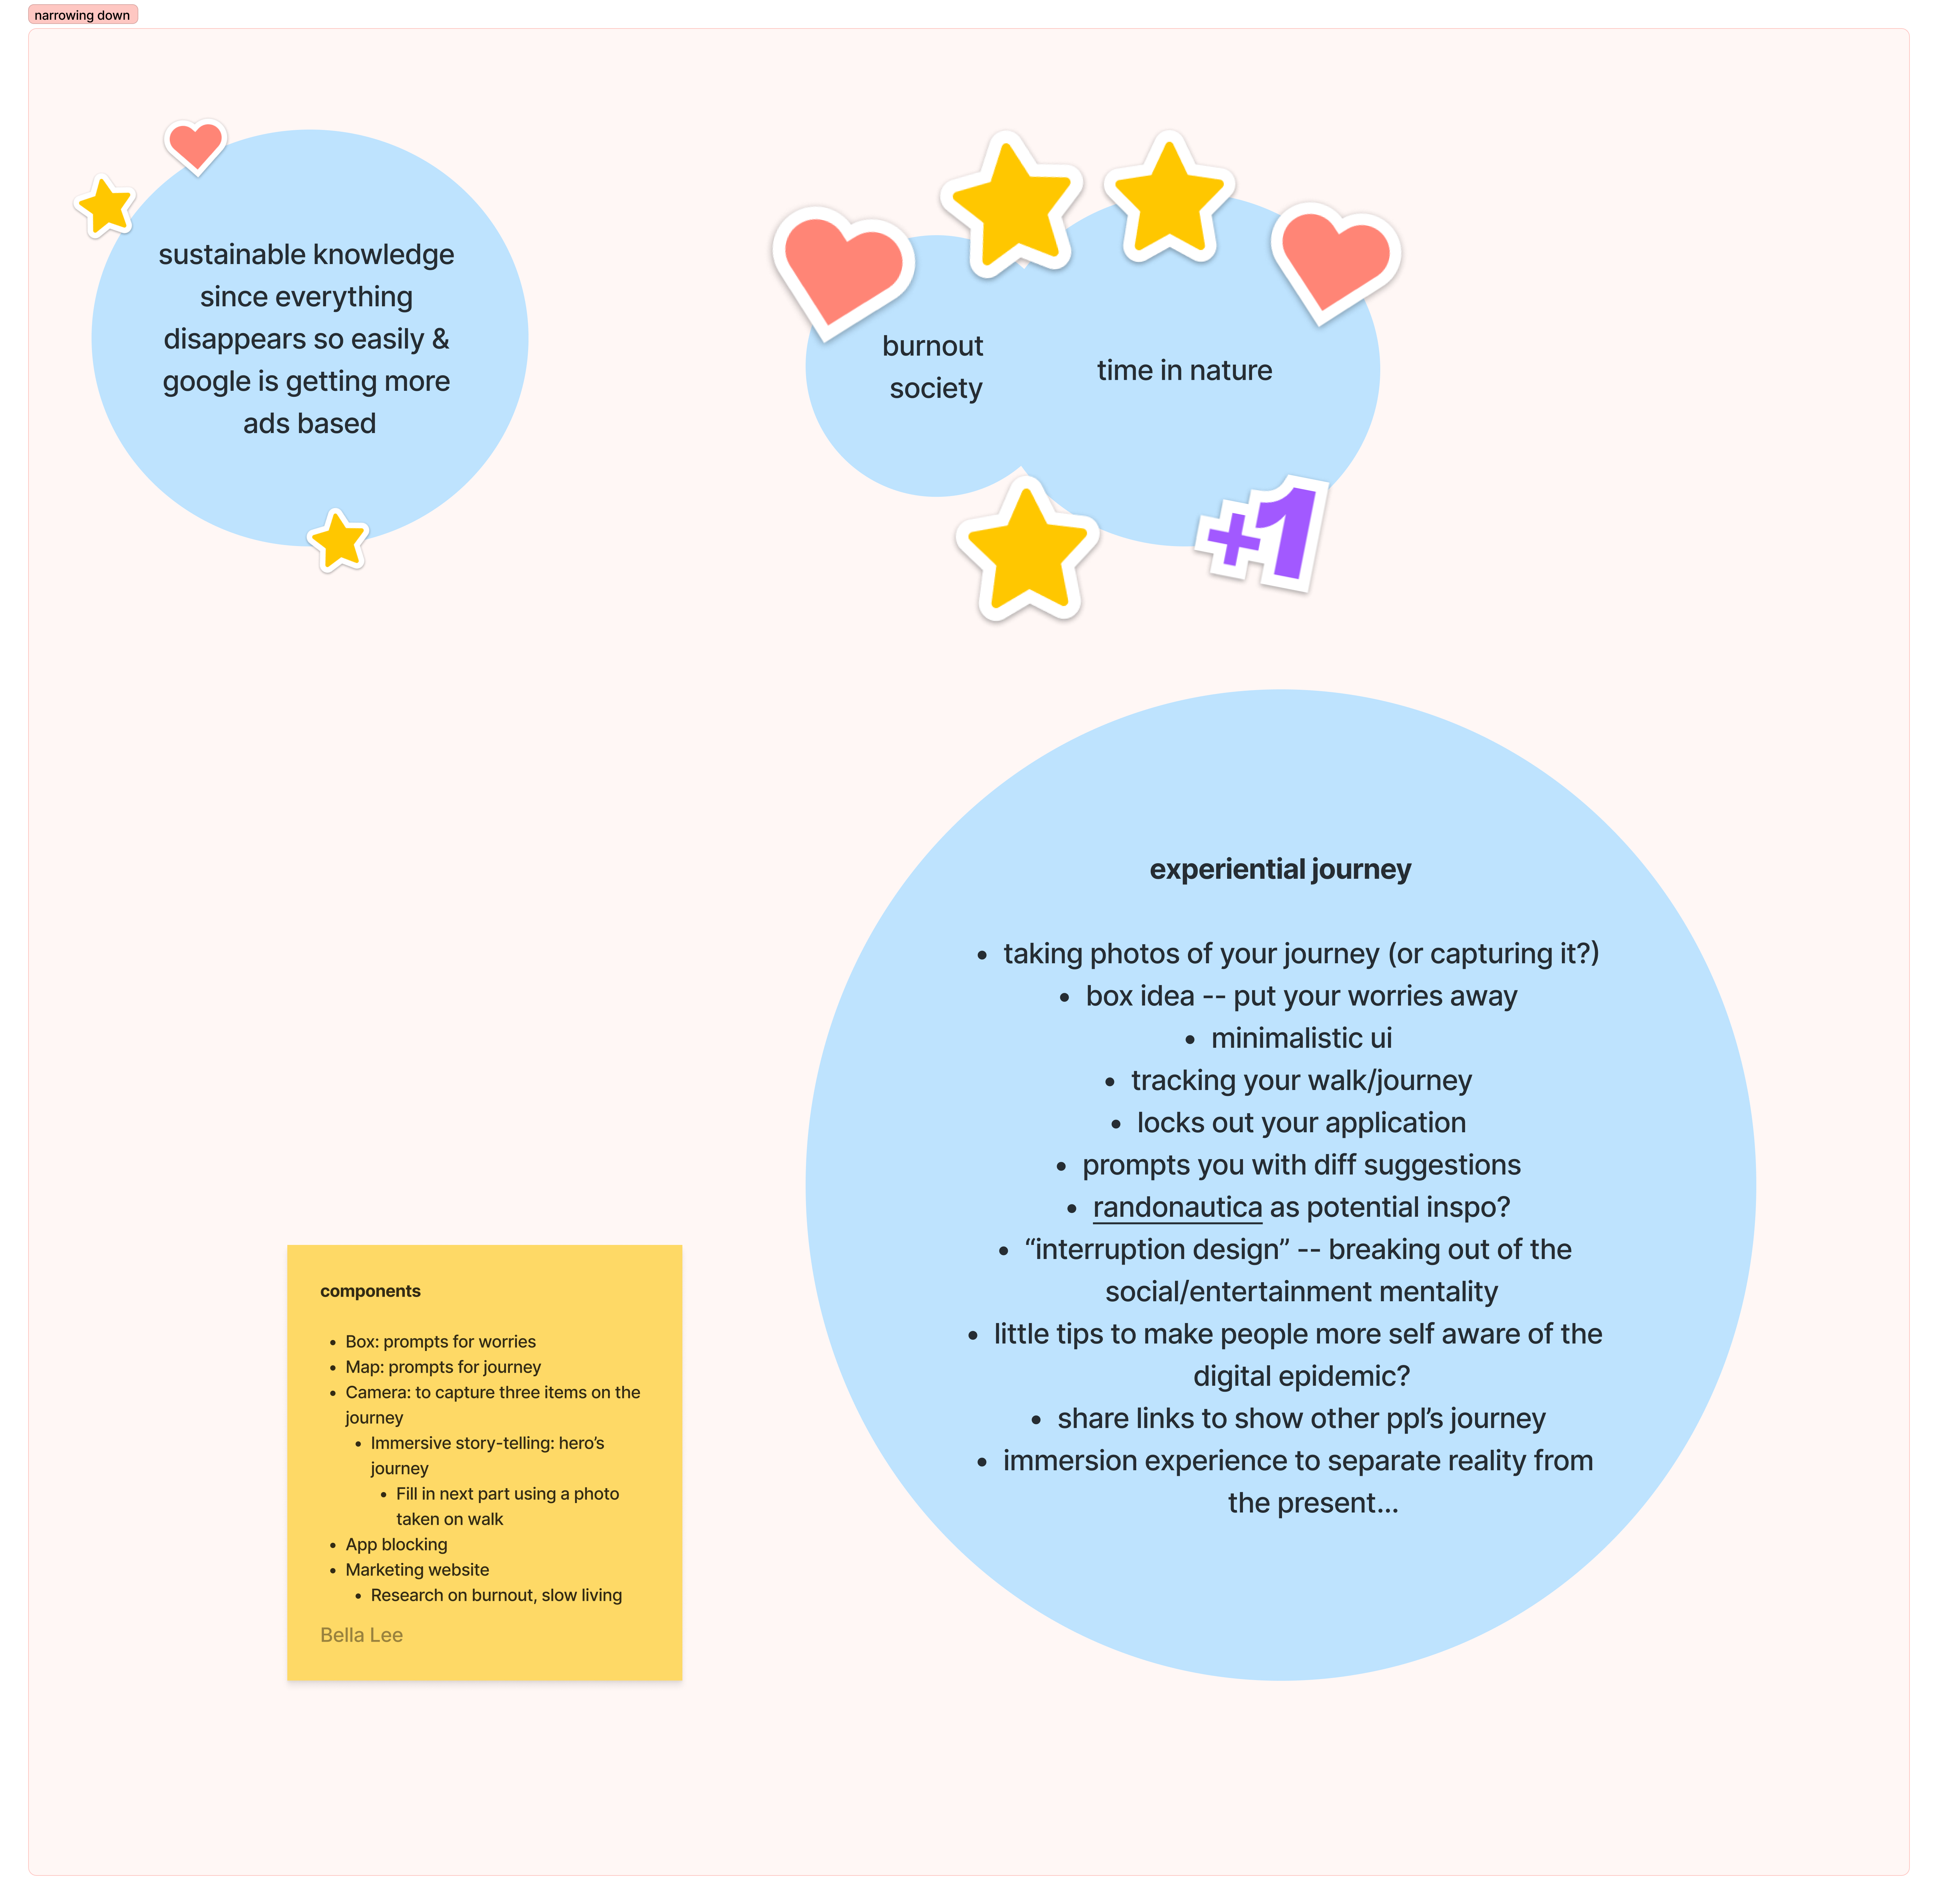 narrowing down
sustainable knowledge
since everything
disappears so easily &
google is getting more
ads based
burnout
society
time in nature
+1
experiential journey
• taking photos of your journey (or capturing it?)
• box idea -- put your worries away
• minimalistic ui
• tracking your walk/journey
• locks out your application
• prompts you with diff suggestions
• randonautica as potential inspo?
• “interruption design” -- breaking out of the
social/entertainment mentality
• little tips to make people more self aware of the
digital epidemic?
• share links to show other ppl’s journey
• immersion experience to separate reality from
the present...
components
• Box: prompts for worries
• Map: prompts for journey
• Camera: to capture three items on the
journey
• Immersive story-telling: hero’s
journey
• Fill in next part using a photo
taken on walk
• App blocking
• Marketing website
• Research on burnout, slow living
Bella Lee